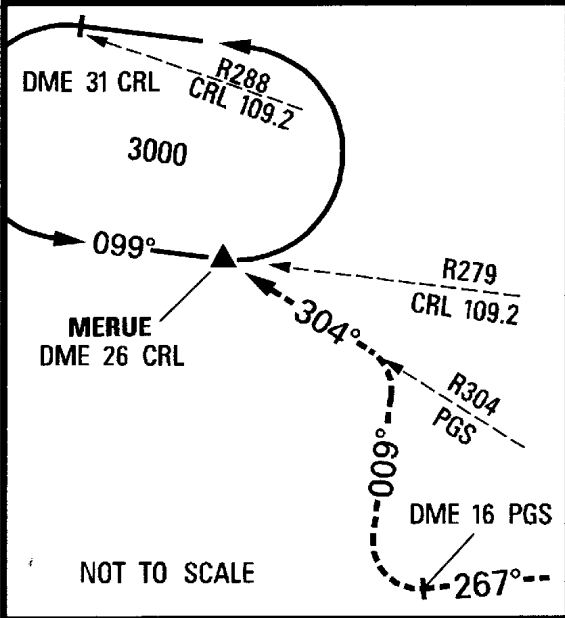 DME 31 CRL
R288
CRL 109.2
3000
099°
R279
CRL 109.2
MERUE
DME 26 CRL
304°
R304
PGS
009°
DME 16 PGS
NOT TO SCALE
267°